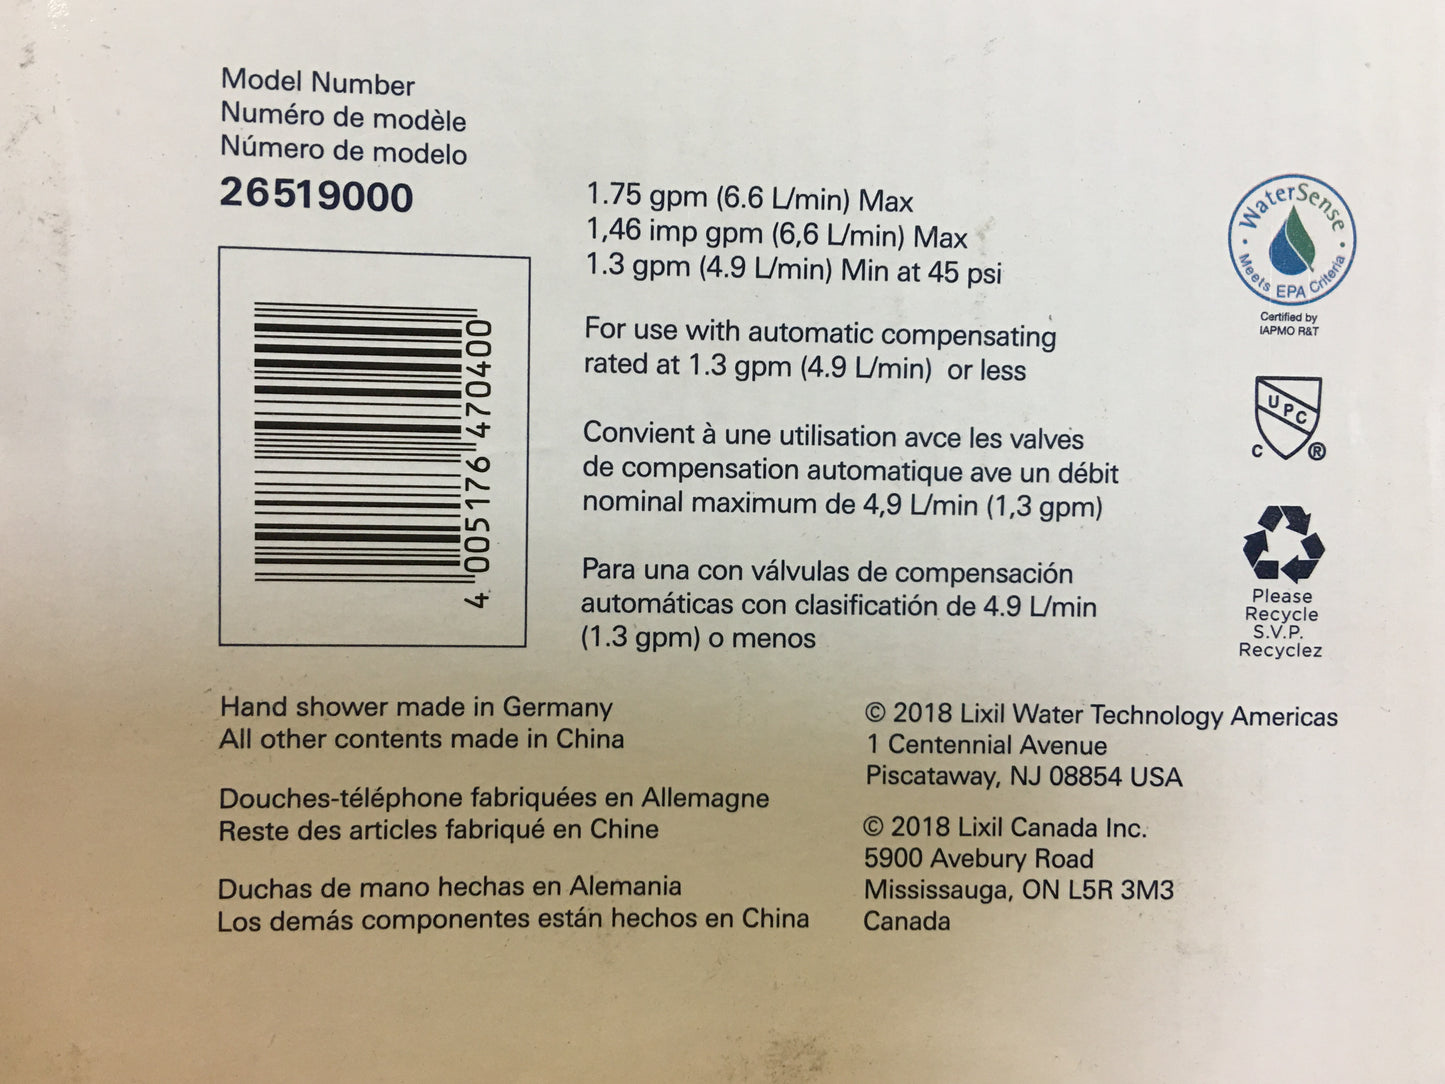 Model Number
Numéro de modèle
Número de modelo
26519000
4 005176 470400
1.75 gpm (6.6 L/min) Max
1,46 imp gpm (6,6 L/min) Max
1.3 gpm (4.9 L/min) Min at 45 psi
For use with automatic compensating
rated at 1.3 gpm (4.9 L/min) or less
Convient à une utilisation avce les valves
de compensation automatique ave un débit
nominal maximum de 4,9 L/min (1,3 gpm)
Para una con válvulas de compensación
automáticas con clasificatión de 4.9 L/min
(1.3 gpm) o menos
WaterSense
Meets EPA Criteria
Certified by
IAPMO R&T
UPC
C ®
Please
Recycle
S.V.P.
Recyclez
Hand shower made in Germany
All other contents made in China
Douches-téléphone fabriquées en Allemagne
Reste des articles fabriqué en Chine
Duchas de mano hechas en Alemania
Los demás componentes están hechos en China
© 2018 Lixil Water Technology Americas
1 Centennial Avenue
Piscataway, NJ 08854 USA
© 2018 Lixil Canada Inc.
5900 Avebury Road
Mississauga, ON L5R 3M3
Canada